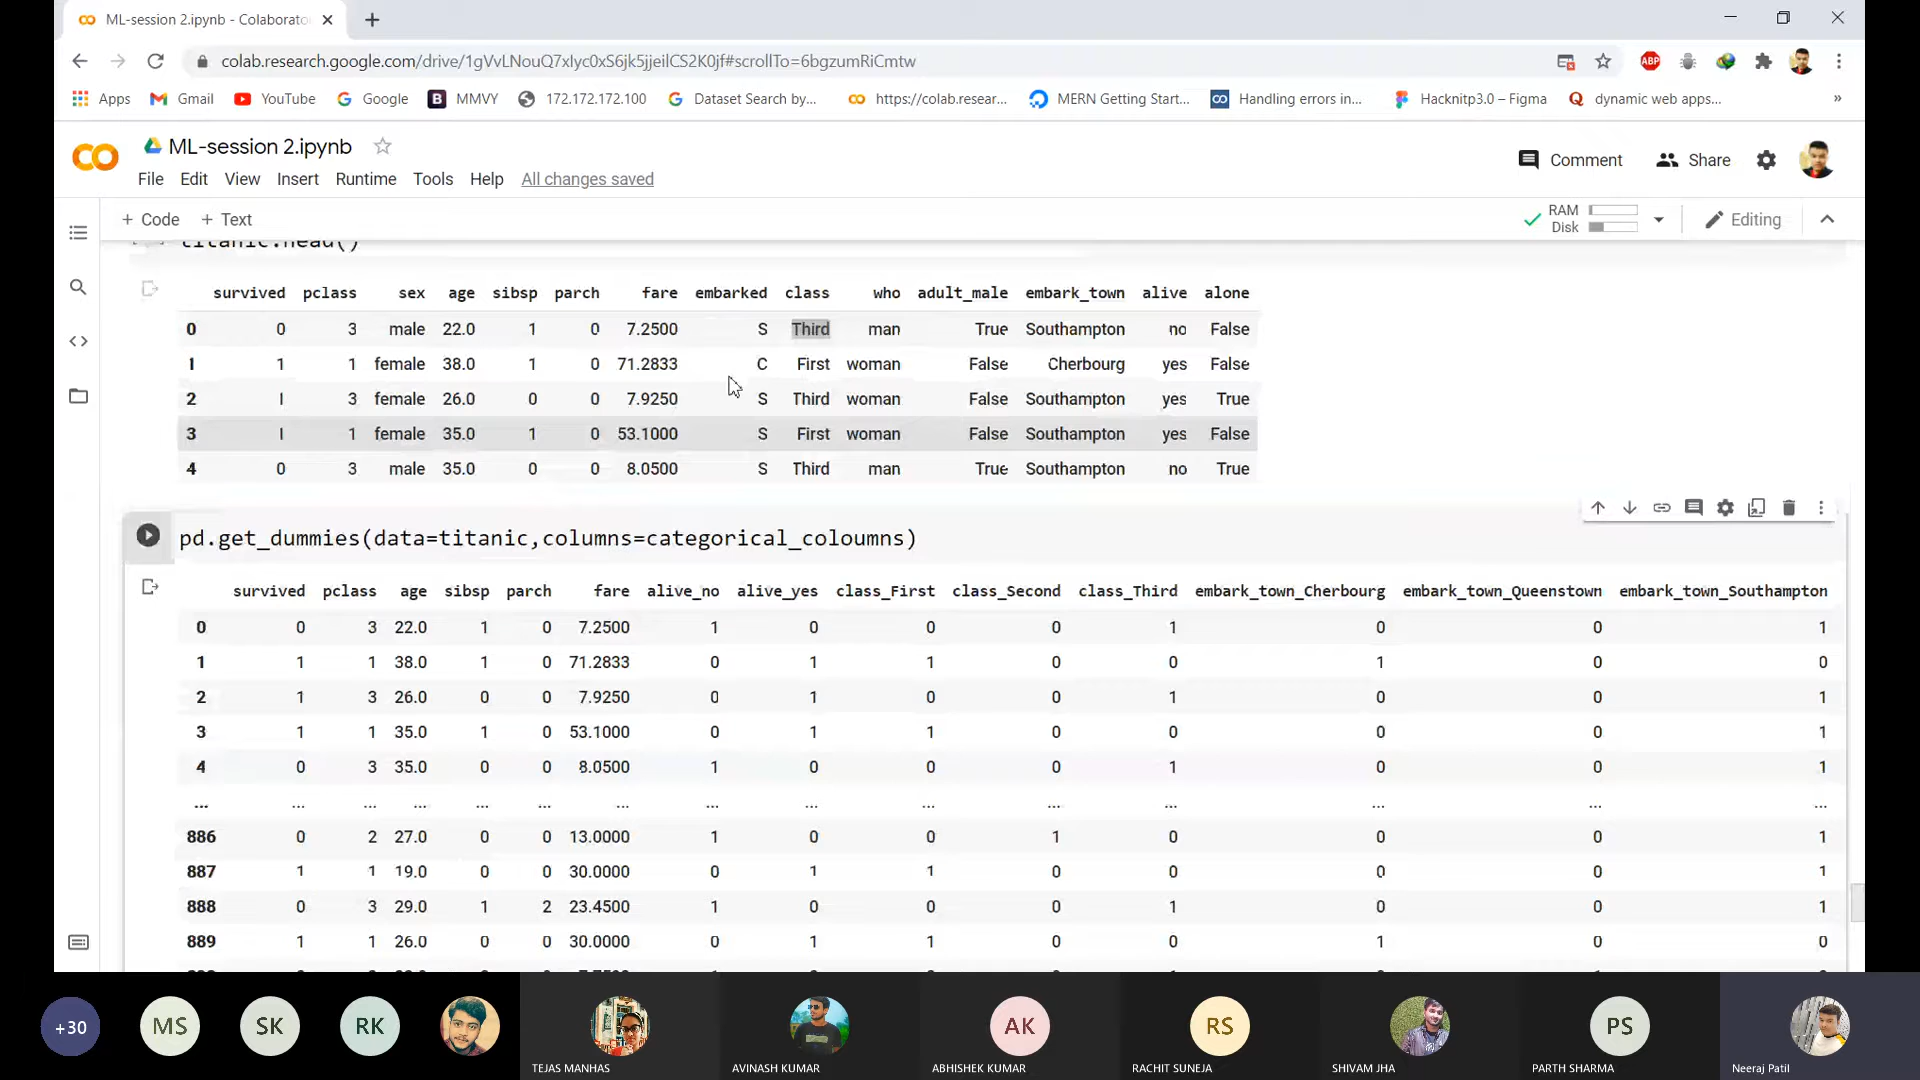 ML-session 2.ipynb - Colaborato
colab.research.google.com/drive/1gVvLNouQ7xlyc0xS6jk5jjeilCS2K0jf#scrollTo=6bgzumRiCmtw
ABP
Apps Gmail YouTube Google MMVY 172.172.172.100 Dataset Search by... https://colab.resear... MERN Getting Start... Handling errors in... Hacknitp3.0 – Figma dynamic web apps... »
ML-session 2.ipynb
Comment Share
File Edit View Insert Runtime Tools Help All changes saved
+ Code + Text RAM Disk Editing
titanic.head()
survived pclass sex age sibsp parch fare embarked class who adult_male embark_town alive alone
0 0 3 male 22.0 1 0 7.2500 S Third man True Southampton no False
1 1 1 female 38.0 1 0 71.2833 C First woman False Cherbourg yes False
2 1 3 female 26.0 0 0 7.9250 S Third woman False Southampton yes True
3 1 1 female 35.0 1 0 53.1000 S First woman False Southampton yes False
4 0 3 male 35.0 0 0 8.0500 S Third man True Southampton no True
pd.get_dummies(data=titanic,columns=categorical_coloumns)
survived pclass age sibsp parch fare alive_no alive_yes class_First class_Second class_Third embark_town_Cherbourg embark_town_Queenstown embark_town_Southampton
0 0 3 22.0 1 0 7.2500 1 0 0 0 1 0 0 1
1 1 1 38.0 1 0 71.2833 0 1 1 0 0 1 0 0
2 1 3 26.0 0 0 7.9250 0 1 0 0 1 0 0 1
3 1 1 35.0 1 0 53.1000 0 1 1 0 0 0 0 1
4 0 3 35.0 0 0 8.0500 1 0 0 0 1 0 0 1
... ... ... ... ... ... ... ... ... ... ... ... ... ... ...
886 0 2 27.0 0 0 13.0000 1 0 0 1 0 0 0 1
887 1 1 19.0 0 0 30.0000 0 1 1 0 0 0 0 1
888 0 3 29.0 1 2 23.4500 1 0 0 0 1 0 0 1
889 1 1 26.0 0 0 30.0000 0 1 1 0 0 1 0 0
+30 MS SK RK AK RS PS
TEJAS MANHAS AVINASH KUMAR ABHISHEK KUMAR RACHIT SUNEJA SHIVAM JHA PARTH SHARMA Neeraj Patil